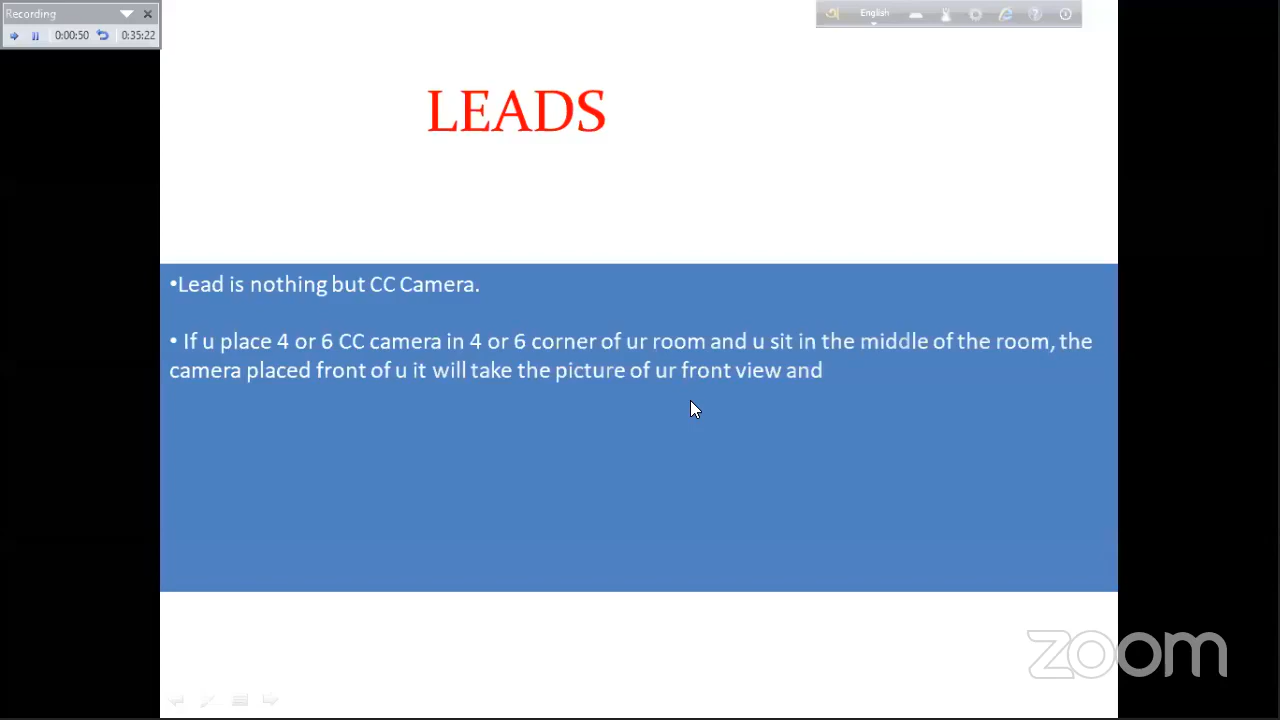 Recording
0:00:50 0:35:22
English
LEADS
•Lead is nothing but CC Camera.
• If u place 4 or 6 CC camera in 4 or 6 corner of ur room and u sit in the middle of the room, the
camera placed front of u it will take the picture of ur front view and
zoom